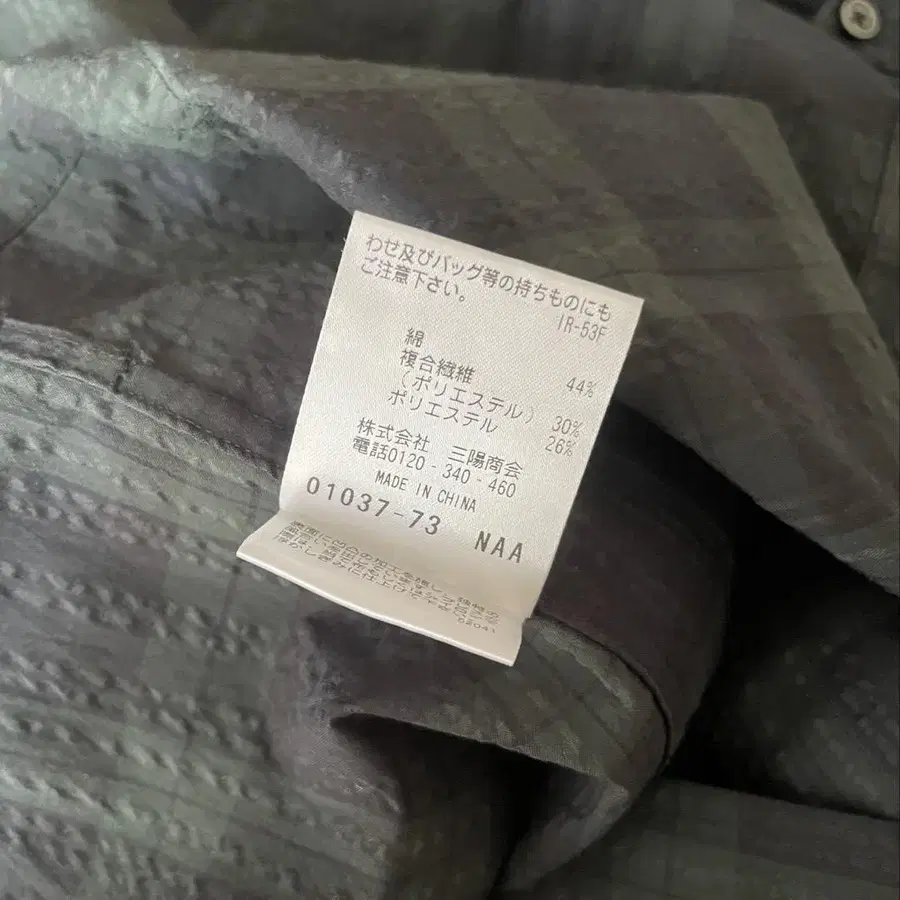 わせ及びバッグ等の持ちものにも
ご注意下さい。
IR-53F
綿 44%
複合繊維
(ポリエステル) 30%
ポリエステル 26%
株式会社 三陽商会
電話0120-340-460
MADE IN CHINA
01037-73 NAA